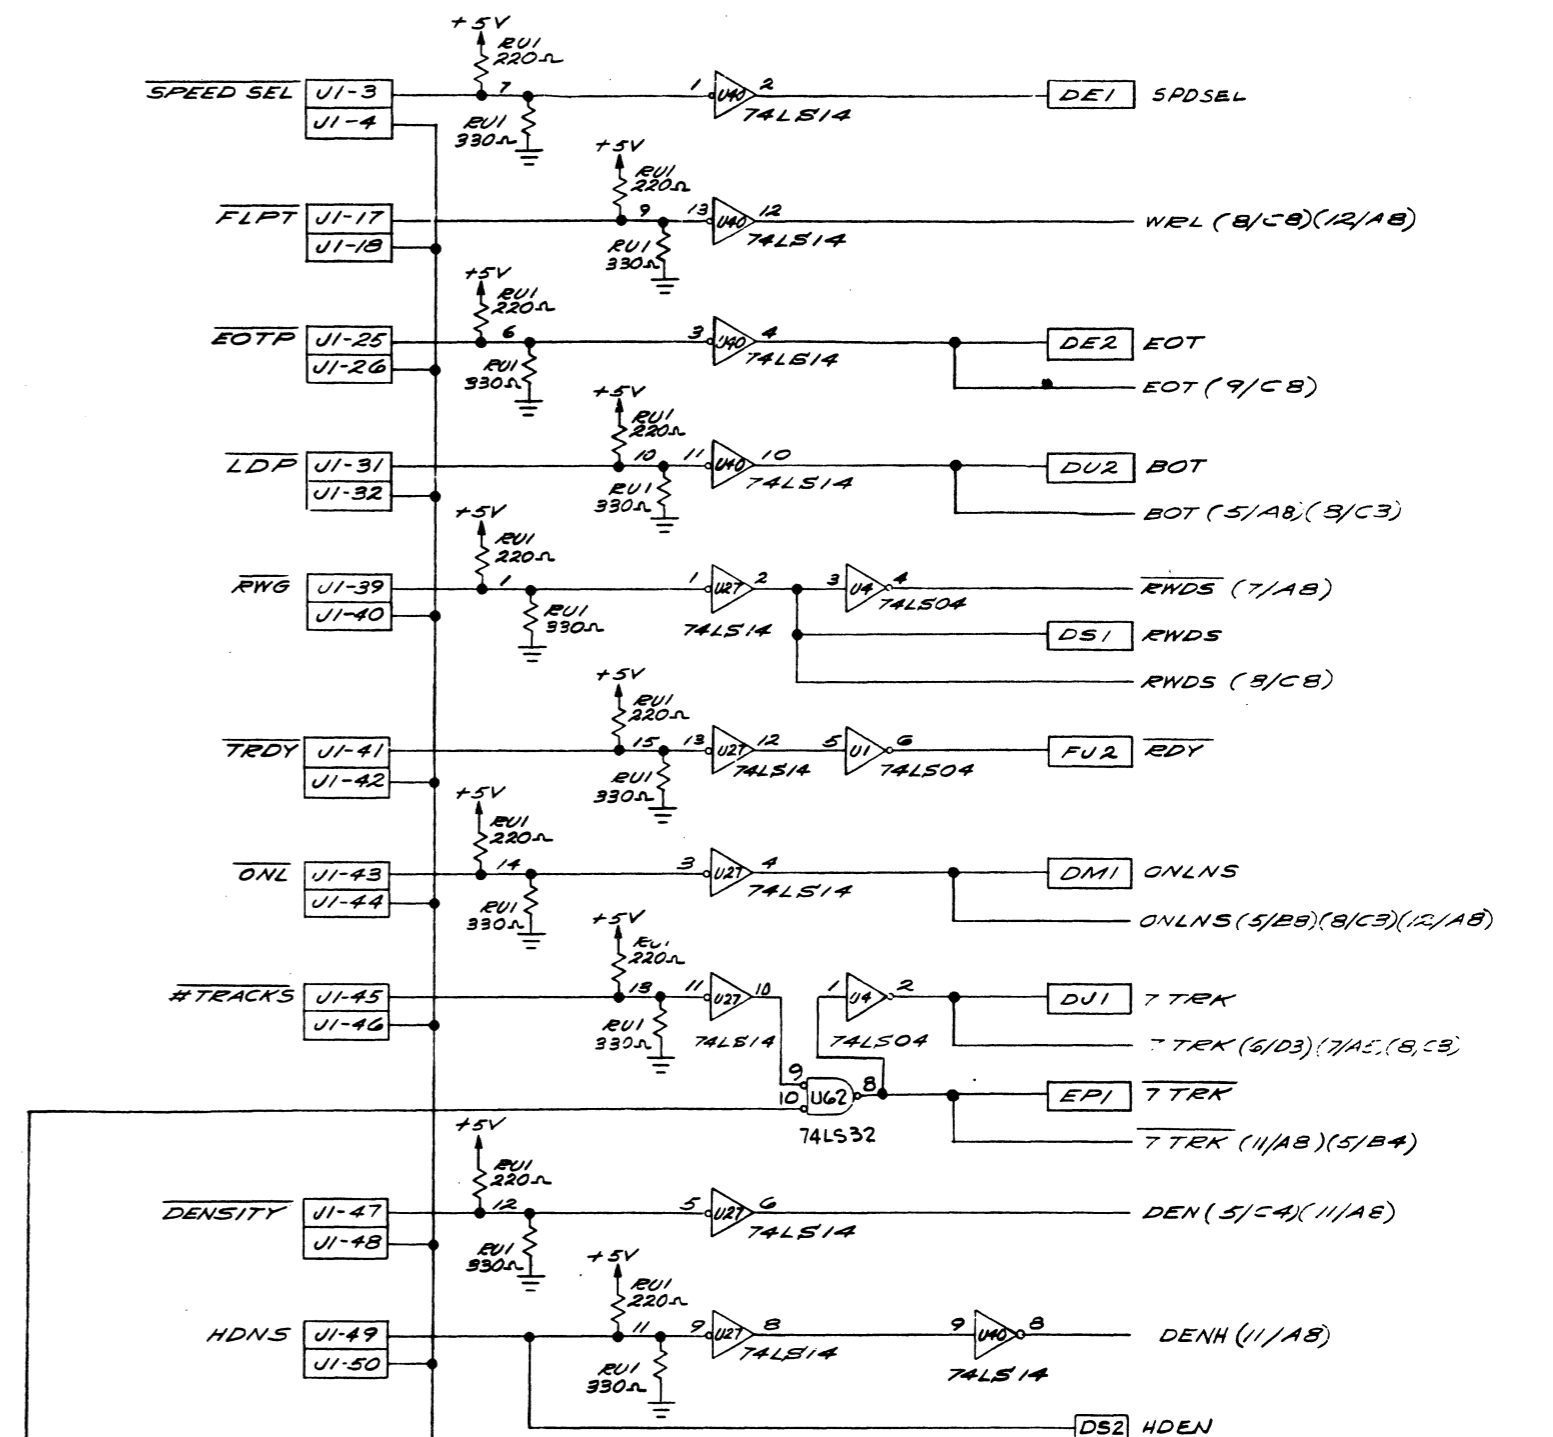 +5V
RU1
220Ω
SPEED SEL J1-3 7 1 U40 2 DE1 SPDSEL
J1-4 RU1 74LS14
330Ω
+5V
RU1
220Ω
FLPT J1-17 9 13 U40 12 WRL (8/C8)(12/A8)
J1-18 RU1 74LS14
330Ω
+5V
RU1
220Ω
EOTP J1-25 6 3 U40 4 DE2 EOT
J1-26 RU1 74LS14
330Ω EOT (9/C8)
+5V
RU1
220Ω
LDP J1-31 10 11 U40 10 DU2 BOT
J1-32 RU1 74LS14
330Ω BOT (5/A8)(8/C3)
+5V
RU1
220Ω
RWG J1-39 1 1 U27 2 3 U4 4 RWDS (7/A8)
J1-40 RU1 74LS14 74LS04
330Ω DS1 RWDS
RWDS (8/C8)
+5V
RU1
220Ω
TRDY J1-41 15 13 U27 12 5 U1 6 FU2 RDY
J1-42 RU1 74LS14 74LS04
330Ω
+5V
RU1
220Ω
ONL J1-43 14 3 U27 4 DM1 ONLNS
J1-44 RU1 74LS14
330Ω ONLNS (5/B8)(8/C3)(12/A8)
+5V
220Ω
#TRACKS J1-45 13 11 U27 10 1 U4 2 DJ1 7 TRK
J1-46 RU1 74LS14 74LS04
330Ω 7 TRK (6/D3)
9
10 U62 8 EP1 7 TRK
74LS32
7 TRK (11/A8)(5/B4)
+5V
RU1
220Ω
DENSITY J1-47 12 5 U27 6 DEN (5/C4)(11/A8)
J1-48 RU1 74LS14
330Ω
+5V
RU1
220Ω
HDNS J1-49 11 9 U27 8 9 U40 8 DENH (11/A8)
J1-50 RU1 74LS14 74LS14
330Ω
DS2 HDEN